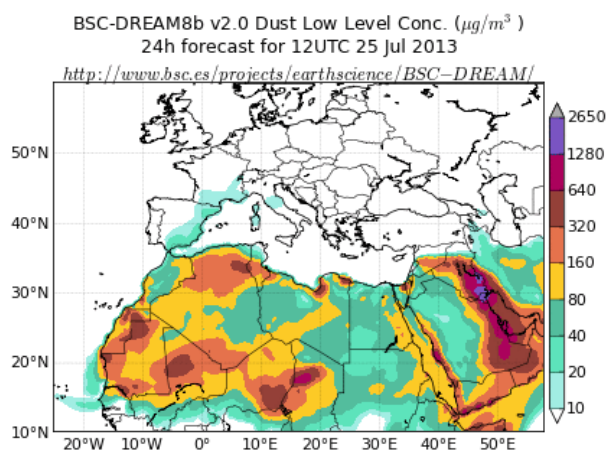 BSC-DREAM8b v2.0 Dust Low Level Conc. (μg/m³ )
24h forecast for 12UTC 25 Jul 2013
http://www.bsc.es/projects/earthscience/BSC−DREAM/
2650
1280
640
320
160
80
40
20
10
50°N
40°N
30°N
20°N
10°N
20°W
10°W
0°
10°E
20°E
30°E
40°E
50°E